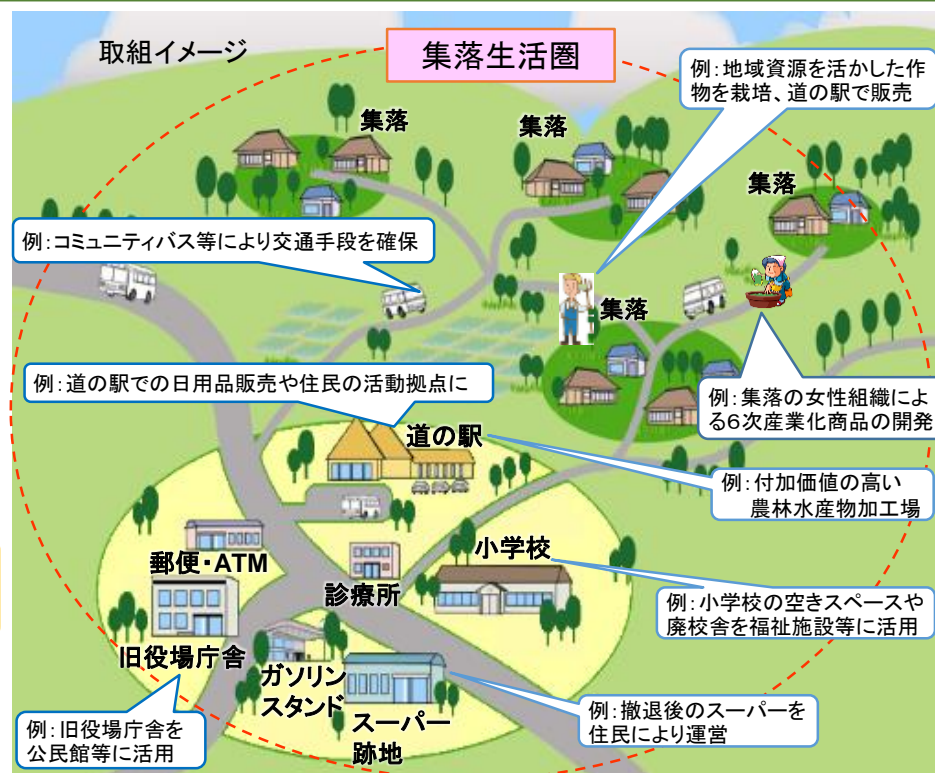 取組イメージ
集落生活圏
例:地域資源を活かした作
物を栽培、道の駅で販売
集落
集落
集落
例:コミュニティバス等により交通手段を確保
集落
例:道の駅での日用品販売や住民の活動拠点に
例:集落の女性組織によ
る6次産業化商品の開発
道の駅
例:付加価値の高い
農林水産物加工場
郵便・ATM
診療所
小学校
例:小学校の空きスペースや
廃校舎を福祉施設等に活用
旧役場庁舎
ガソリン
スタンド
スーパー
跡地
例:旧役場庁舎を
公民館等に活用
例:撤退後のスーパーを
住民により運営